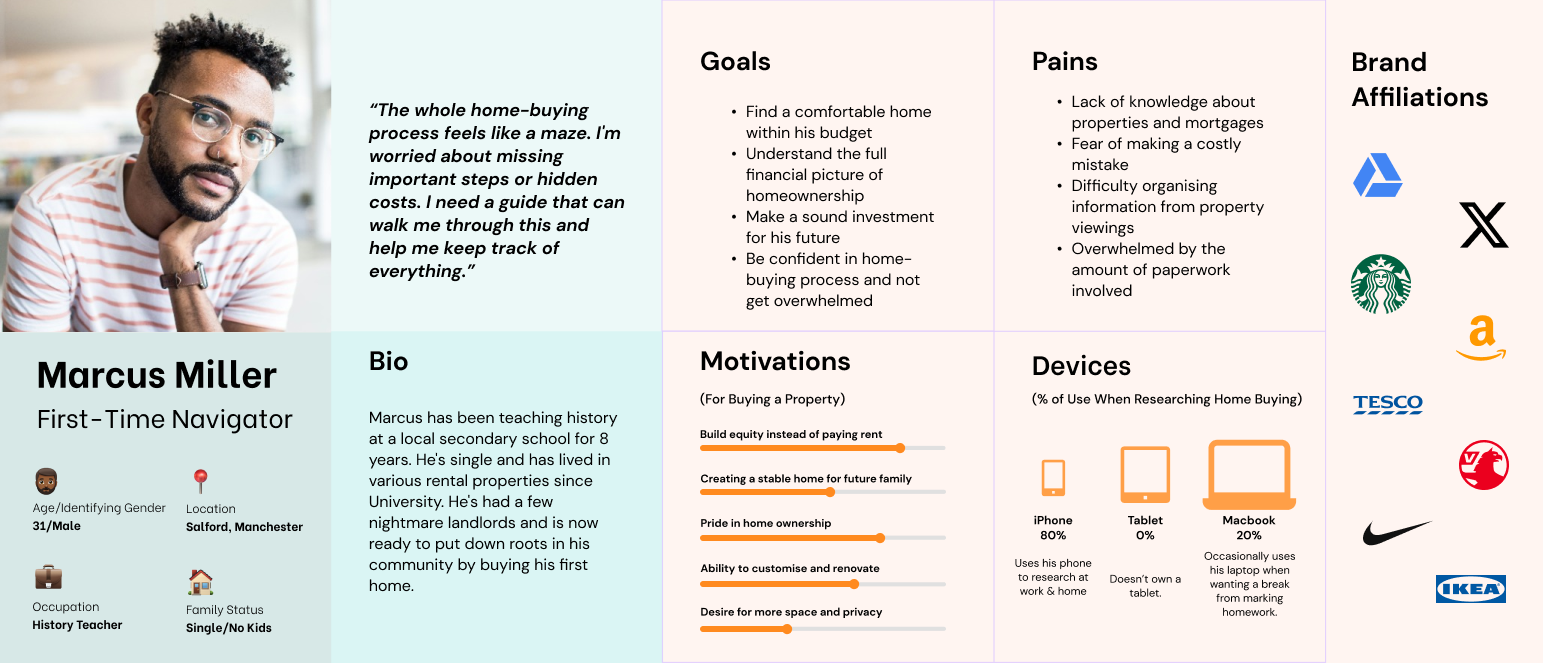 “The whole home-buying
process feels like a maze. I'm
worried about missing
important steps or hidden
costs. I need a guide that can
walk me through this and
help me keep track of
everything.”
Goals
• Find a comfortable home
within his budget
• Understand the full
financial picture of
homeownership
• Make a sound investment
for his future
• Be confident in home-
buying process and not
get overwhelmed
Pains
• Lack of knowledge about
properties and mortgages
• Fear of making a costly
mistake
• Difficulty organising
information from property
viewings
• Overwhelmed by the
amount of paperwork
involved
Brand
Affiliations
X
a
TESCO
V
IKEA
Marcus Miller
First-Time Navigator
Age/Identifying Gender
31/Male
Location
Salford, Manchester
Occupation
History Teacher
Family Status
Single/No Kids
Bio
Marcus has been teaching history
at a local secondary school for 8
years. He's single and has lived in
various rental properties since
University. He's had a few
nightmare landlords and is now
ready to put down roots in his
community by buying his first
home.
Motivations
(For Buying a Property)
Build equity instead of paying rent
Creating a stable home for future family
Pride in home ownership
Ability to customise and renovate
Desire for more space and privacy
Devices
(% of Use When Researching Home Buying)
iPhone
80%
Uses his phone
to research at
work & home
Tablet
0%
Doesn’t own a
tablet.
Macbook
20%
Occasionally uses
his laptop when
wanting a break
from marking
homework.